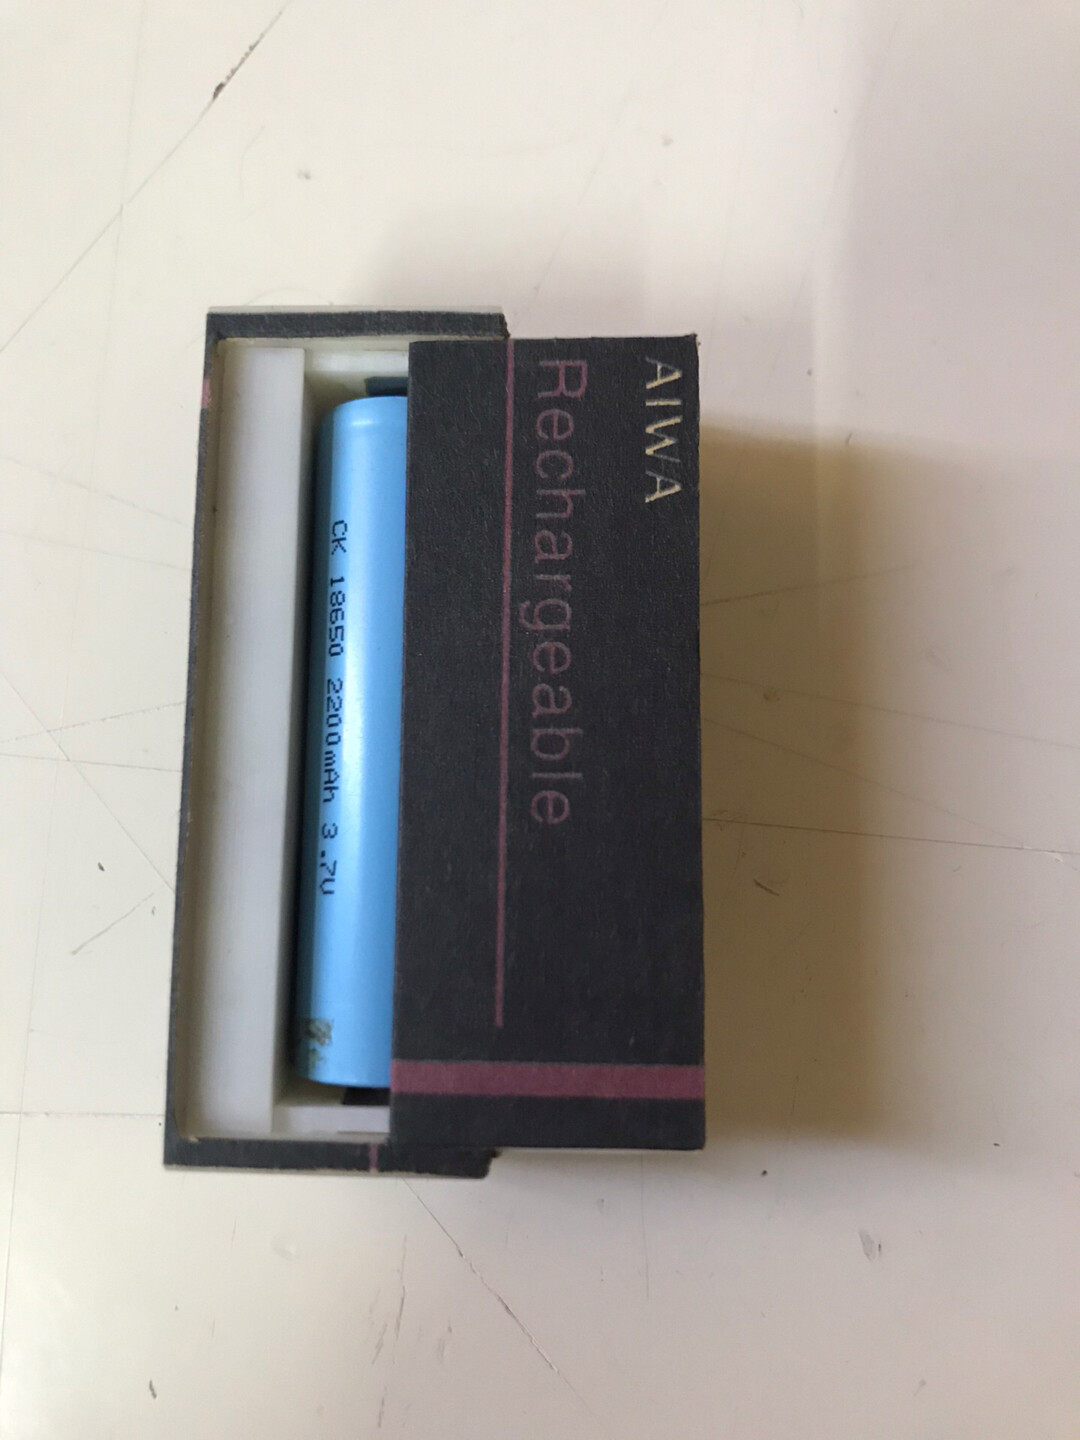 AIWA
Rechargeable
CK 18650 2200mAh 3.7V